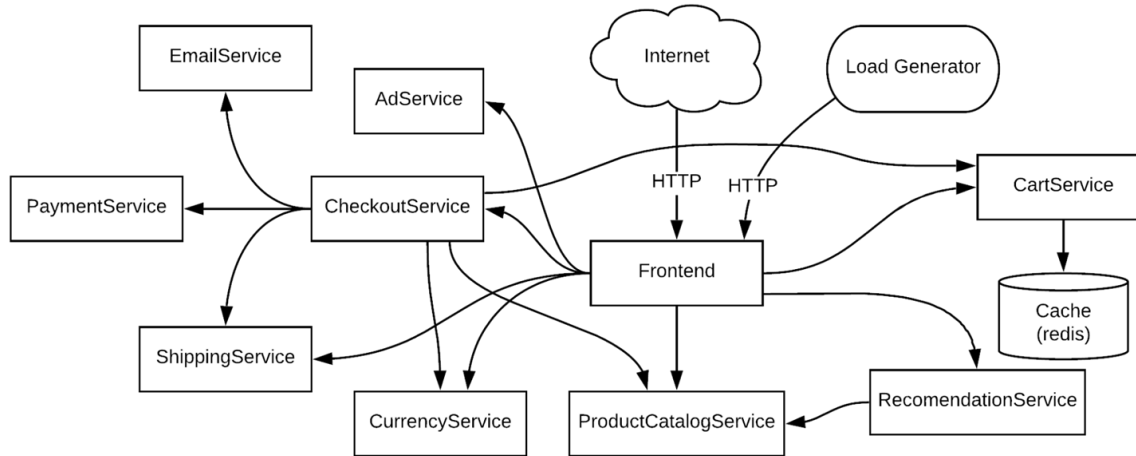 EmailService
Internet
Load Generator
AdService
HTTP
HTTP
CartService
PaymentService
CheckoutService
Frontend
Cache
(redis)
ShippingService
CurrencyService
ProductCatalogService
RecomendationService